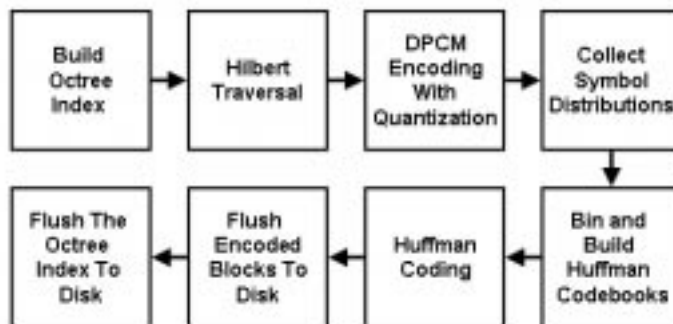 Build
Octree
Index
Hilbert
Traversal
DPCM
Encoding
With
Quantization
Collect
Symbol
Distributions
Flush The
Octree
Index To
Disk
Flush
Encoded
Blocks To
Disk
Huffman
Coding
Bin and
Build
Huffman
Codebooks